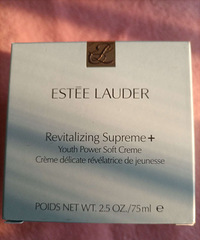 ESTĒE LAUDER
Revitalizing Supreme+
Youth Power Soft Creme
Crème délicate révélatrice de jeunesse
POIDS NET WT. 2.5 OZ./75ml e